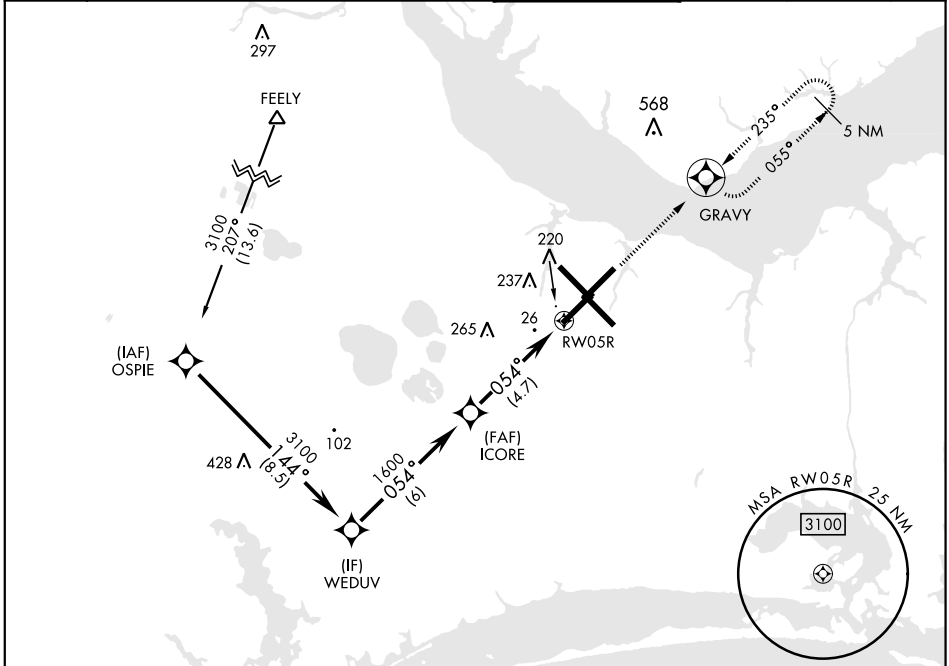 297
FEELY
568
235°
055°
5 NM
GRAVY
3100
207°
(13.6)
220
237
265
26
RW05R
(IAF)
OSPIE
054°
(4.7)
3100
144°
(8.5)
102
428
1600
054°
(6)
(FAF)
ICORE
(IF)
WEDUV
MSA RW05R 25 NM
3100